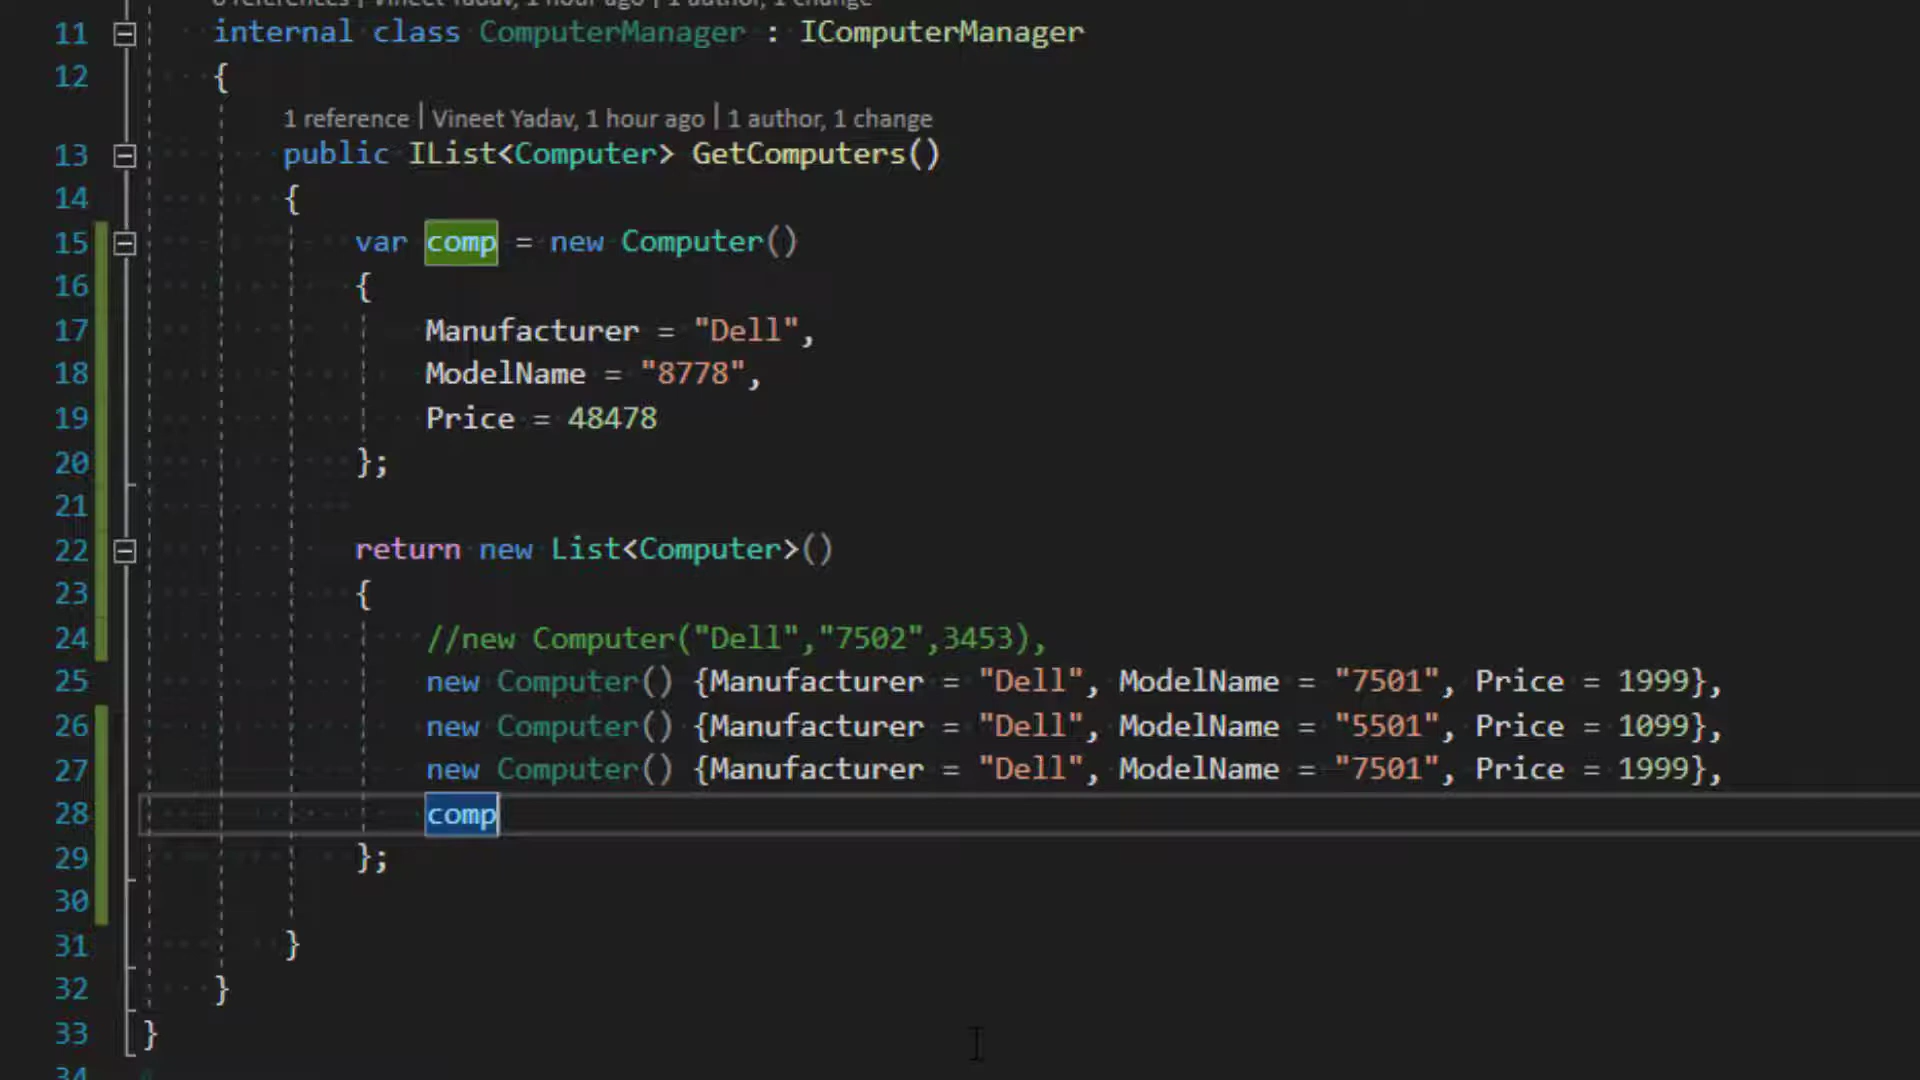 11 internal class ComputerManager : IComputerManager
12 {
1 reference | Vineet Yadav, 1 hour ago | 1 author, 1 change
13 public IList<Computer> GetComputers()
14 {
15 var comp = new Computer()
16 {
17 Manufacturer = "Dell",
18 ModelName = "8778",
19 Price = 48478
20 };
21
22 return new List<Computer>()
23 {
24 //new Computer("Dell","7502",3453),
25 new Computer() {Manufacturer = "Dell", ModelName = "7501", Price = 1999},
26 new Computer() {Manufacturer = "Dell", ModelName = "5501", Price = 1099},
27 new Computer() {Manufacturer = "Dell", ModelName = "7501", Price = 1999},
28 comp
29 };
30
31 }
32 }
33 }
34